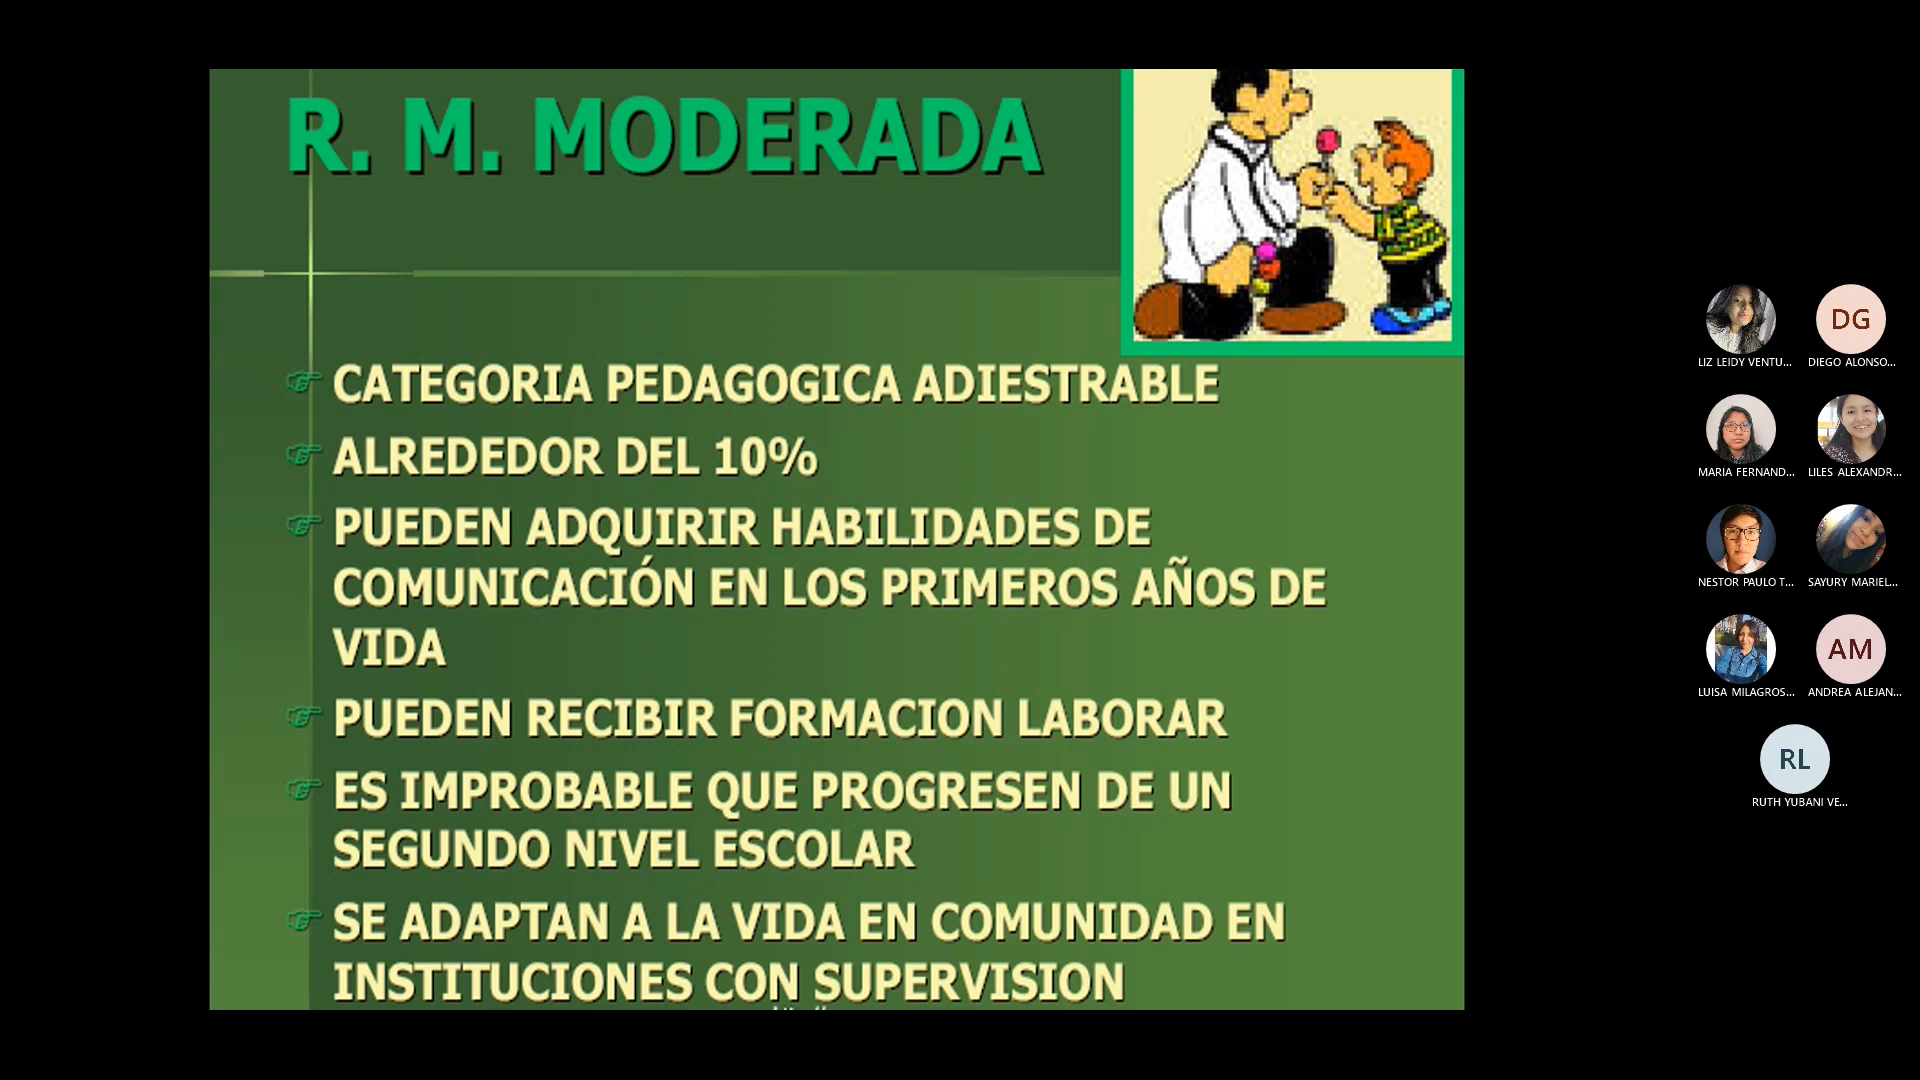 R. M. MODERADA
CATEGORIA PEDAGOGICA ADIESTRABLE
ALREDEDOR DEL 10%
PUEDEN ADQUIRIR HABILIDADES DE
COMUNICACIÓN EN LOS PRIMEROS AÑOS DE
VIDA
PUEDEN RECIBIR FORMACION LABORAR
ES IMPROBABLE QUE PROGRESEN DE UN
SEGUNDO NIVEL ESCOLAR
SE ADAPTAN A LA VIDA EN COMUNIDAD EN
INSTITUCIONES CON SUPERVISION
DG
LIZ LEIDY VENTU...
DIEGO ALONSO...
MARIA FERNAND...
LILES ALEXANDR...
NESTOR PAULO T...
SAYURY MARIEL...
AM
LUISA MILAGROS...
ANDREA ALEJAN...
RL
RUTH YUBANI VE...